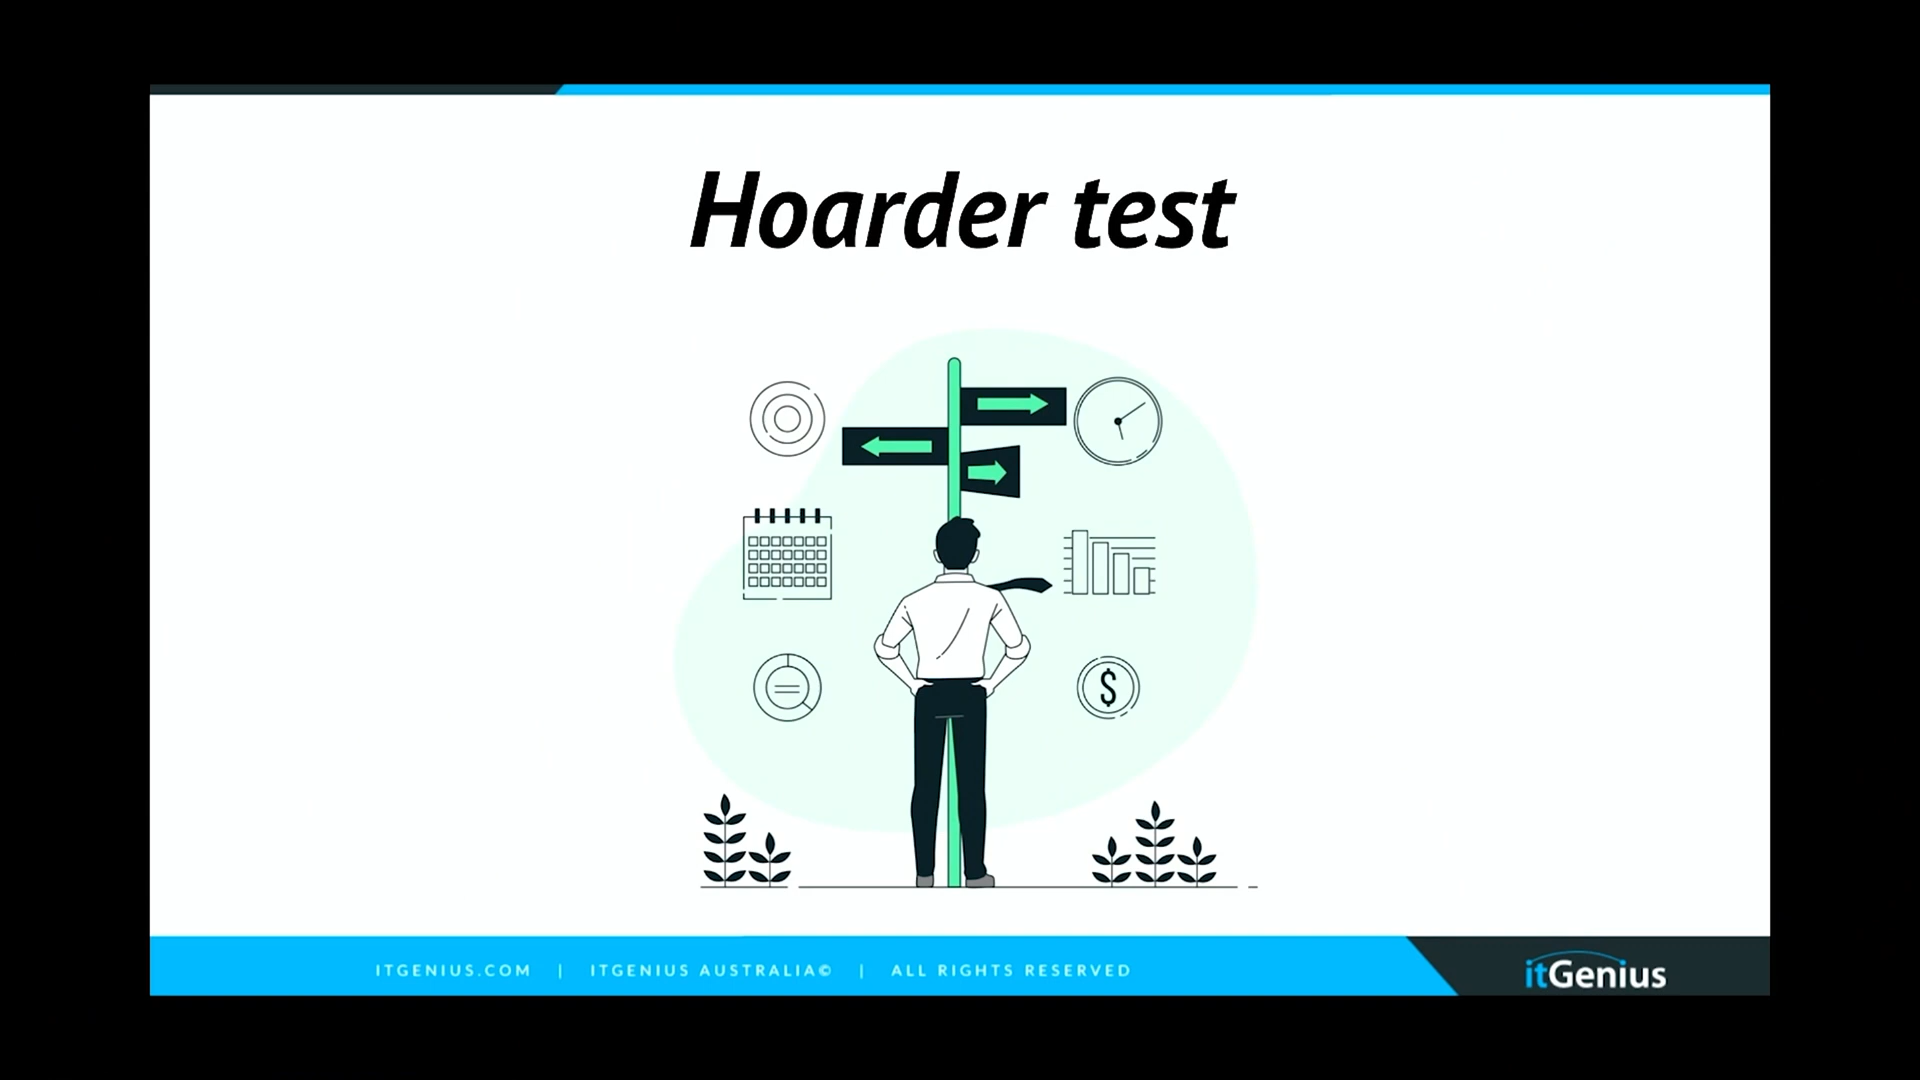 Hoarder test
$
ITGENIUS.COM | ITGENIUS AUSTRALIA© | ALL RIGHTS RESERVED
itGenius